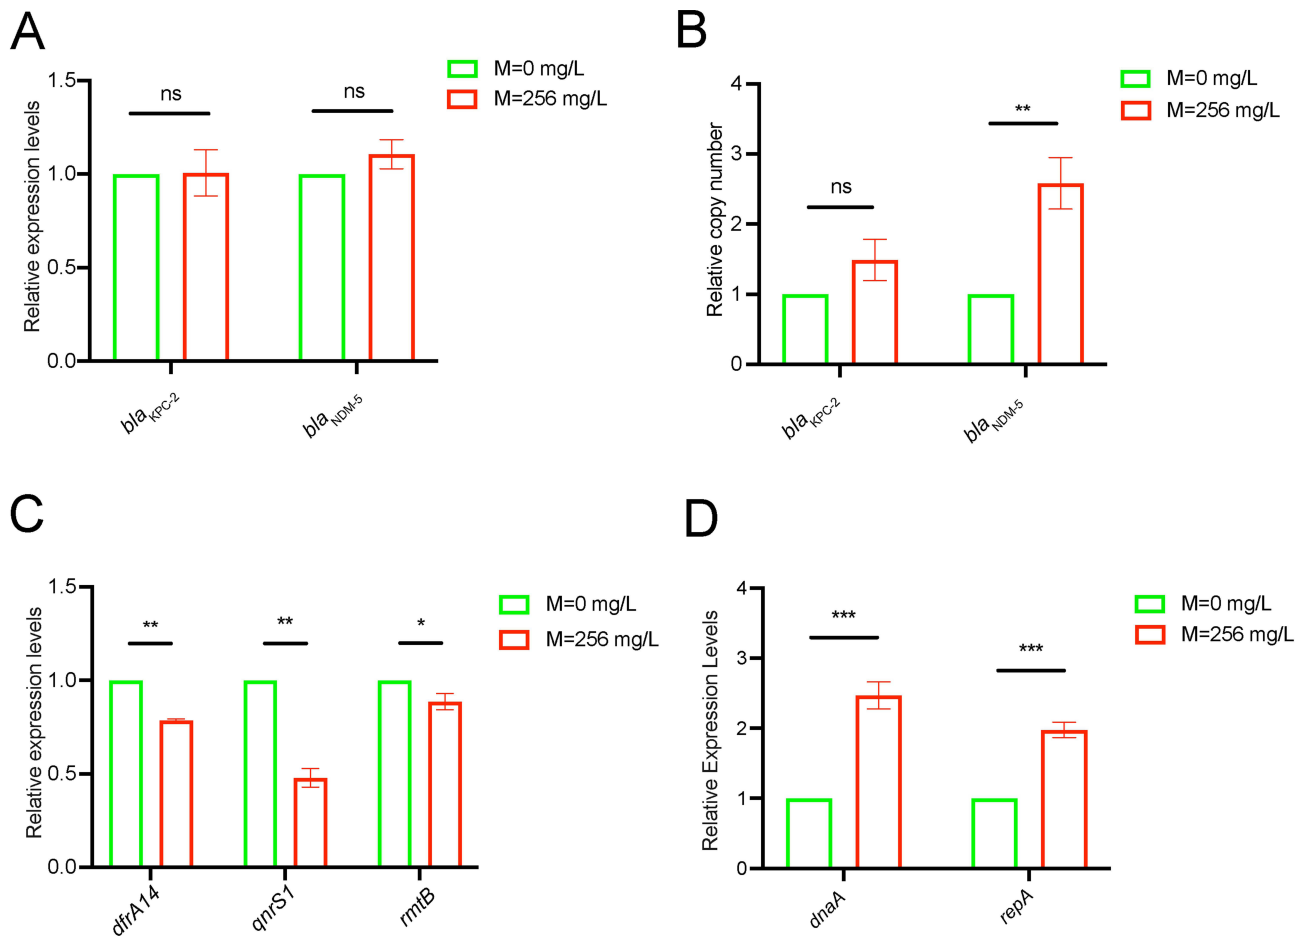 A
Relative expression levels
1.5
1.0
0.5
0.0
ns
ns
M=0 mg/L
M=256 mg/L
blaKPC-2
blaNDM-5
B
Relative copy number
4
3
2
1
0
ns
**
M=0 mg/L
M=256 mg/L
blaKPC-2
blaNDM-5
C
Relative expression levels
1.5
1.0
0.5
0.0
**
**
*
M=0 mg/L
M=256 mg/L
dfrA14
qnrS1
rmtB
D
Relative Expression Levels
4
3
2
1
0
***
***
M=0 mg/L
M=256 mg/L
dnaA
repA